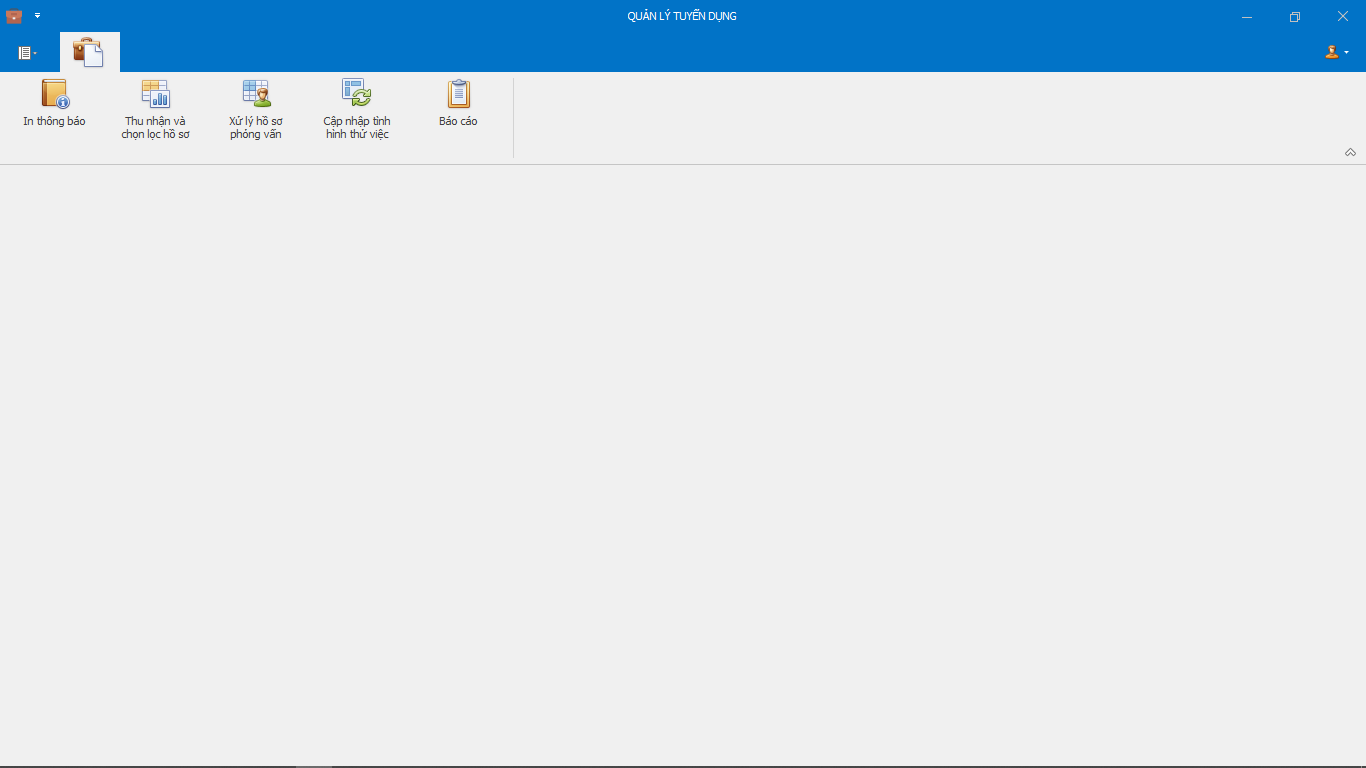 QUẢN LÝ TUYỂN DỤNG
In thông báo
Thu nhận và
chọn lọc hồ sơ
Xử lý hồ sơ
phỏng vấn
Cập nhập tình
hình thử việc
Báo cáo